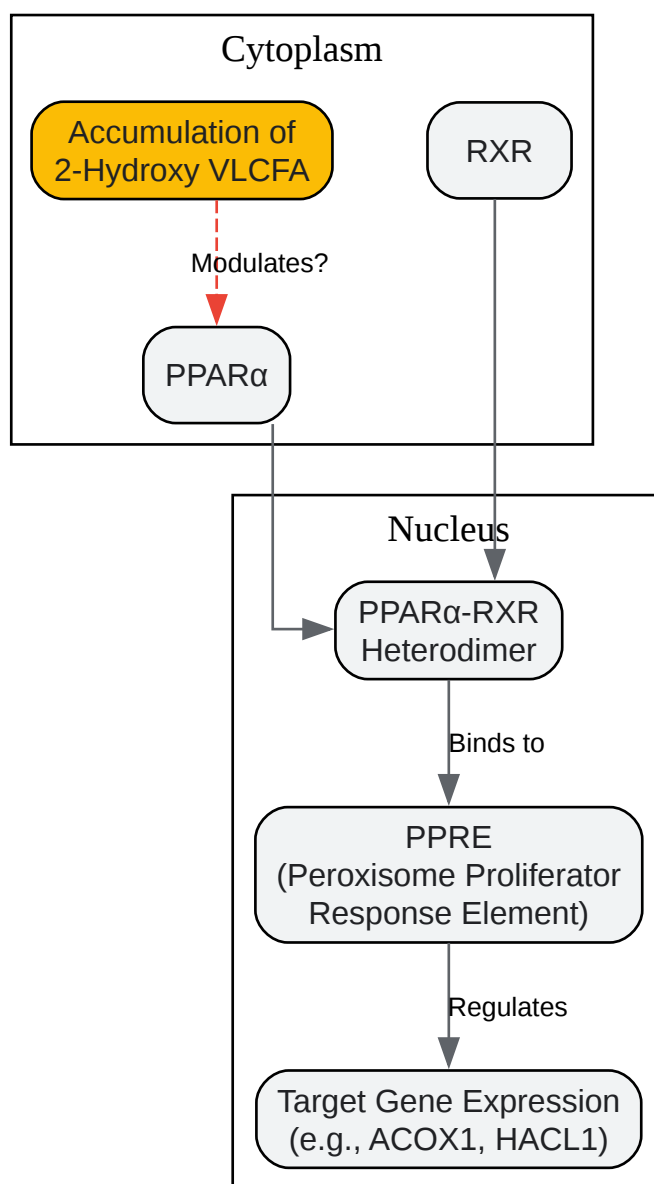 Cytoplasm
Accumulation of
2-Hydroxy VLCFA
RXR
Modulates?
PPARα
Nucleus
PPARα-RXR
Heterodimer
Binds to
PPRE
(Peroxisome Proliferator
Response Element)
Regulates
Target Gene Expression
(e.g., ACOX1, HACL1)